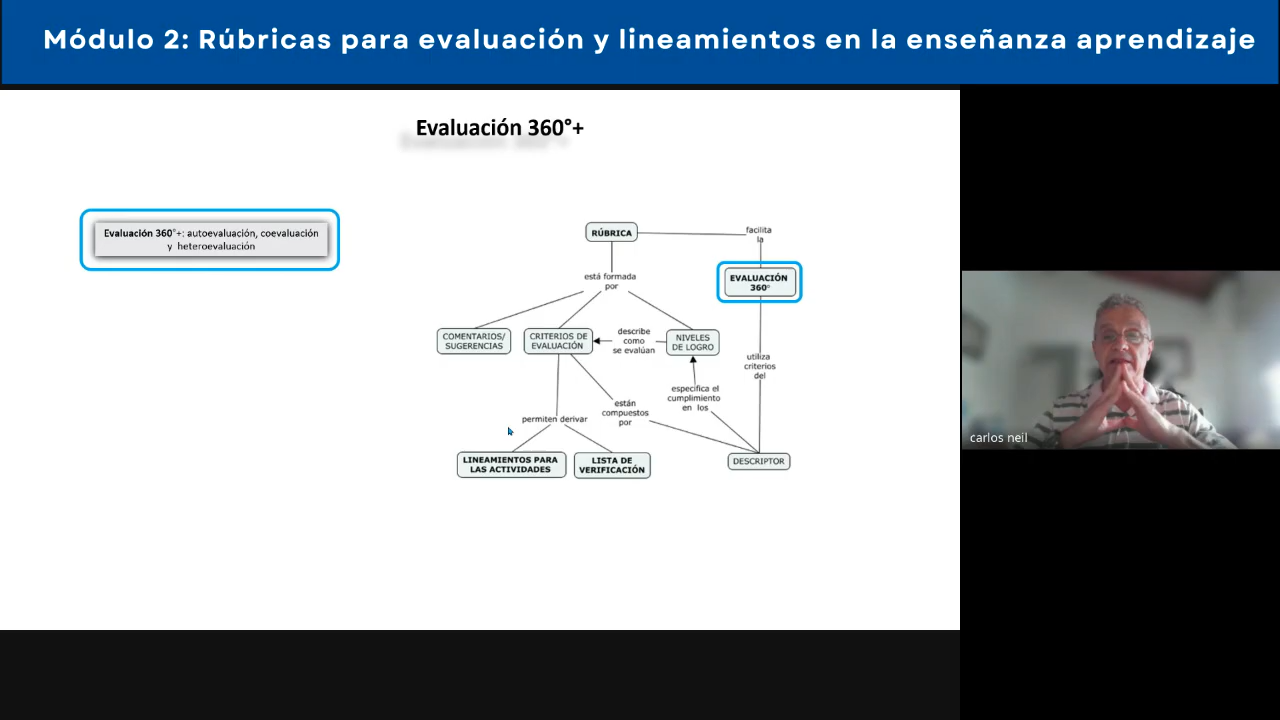 Módulo 2: Rúbricas para evaluación y lineamientos en la enseñanza aprendizaje
Evaluación 360°+
Evaluación 360°+: autoevaluación, coevaluación
y heteroevaluación
RÚBRICA
facilita
la
EVALUACIÓN
360°
está formada
por
COMENTARIOS/
SUGERENCIAS
CRITERIOS DE
EVALUACIÓN
describe
como
se evalúan
NIVELES
DE LOGRO
utiliza
criterios
del
especifica el
cumplimiento
en los
están
compuestos
por
permiten derivar
LINEAMIENTOS PARA
LAS ACTIVIDADES
LISTA DE
VERIFICACIÓN
DESCRIPTOR
carlos neil